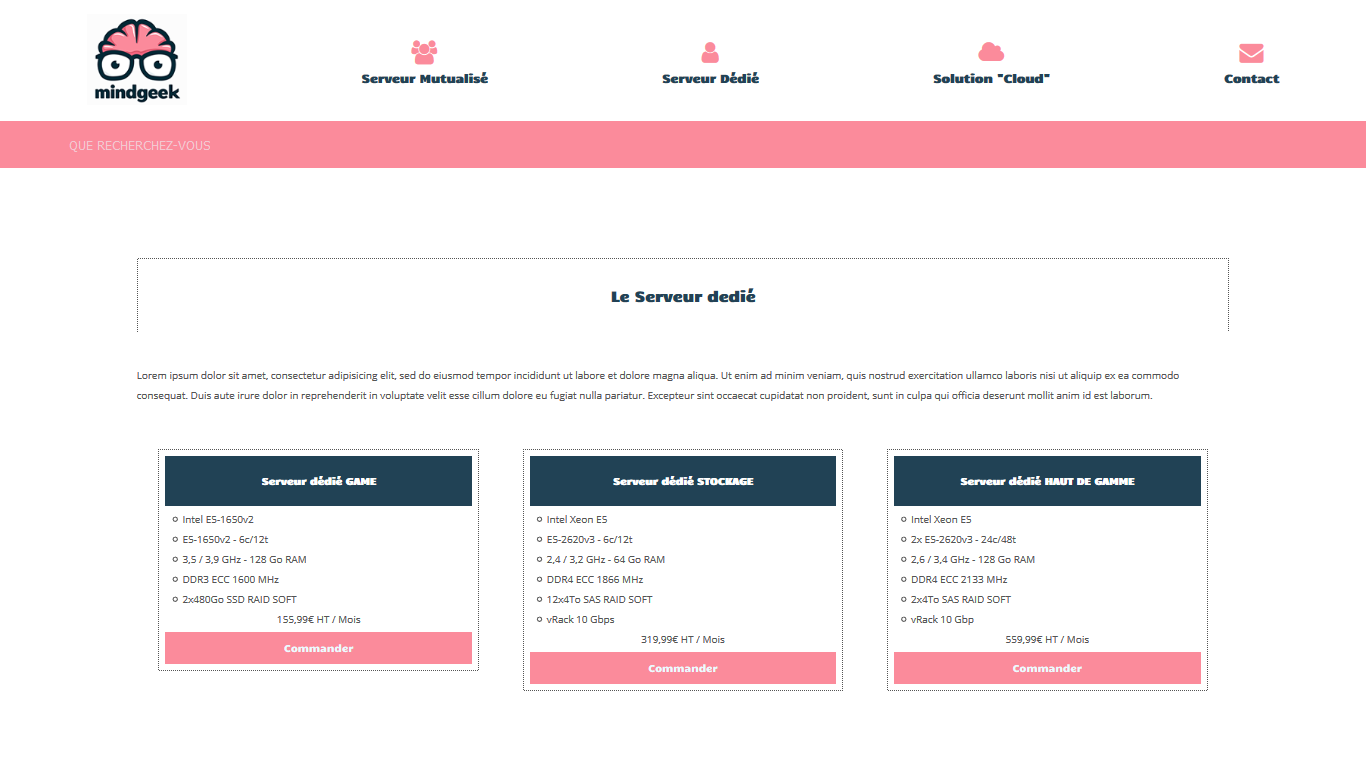 mindgeek
Serveur Mutualisé
Serveur Dédié
Solution "Cloud"
Contact
QUE RECHERCHEZ-VOUS
Le Serveur dedié
Lorem ipsum dolor sit amet, consectetur adipisicing elit, sed do eiusmod tempor incididunt ut labore et dolore magna aliqua. Ut enim ad minim veniam, quis nostrud exercitation ullamco laboris nisi ut aliquip ex ea commodo
consequat. Duis aute irure dolor in reprehenderit in voluptate velit esse cillum dolore eu fugiat nulla pariatur. Excepteur sint occaecat cupidatat non proident, sunt in culpa qui officia deserunt mollit anim id est laborum.
Serveur dédié GAME
Intel E5-1650v2
E5-1650v2 - 6c/12t
3,5 / 3,9 GHz - 128 Go RAM
DDR3 ECC 1600 MHz
2x480Go SSD RAID SOFT
155,99€ HT / Mois
Commander
Serveur dédié STOCKAGE
Intel Xeon E5
E5-2620v3 - 6c/12t
2,4 / 3,2 GHz - 64 Go RAM
DDR4 ECC 1866 MHz
12x4To SAS RAID SOFT
vRack 10 Gbps
319,99€ HT / Mois
Commander
Serveur dédié HAUT DE GAMME
Intel Xeon E5
2x E5-2620v3 - 24c/48t
2,6 / 3,4 GHz - 128 Go RAM
DDR4 ECC 2133 MHz
2x4To SAS RAID SOFT
vRack 10 Gbp
559,99€ HT / Mois
Commander